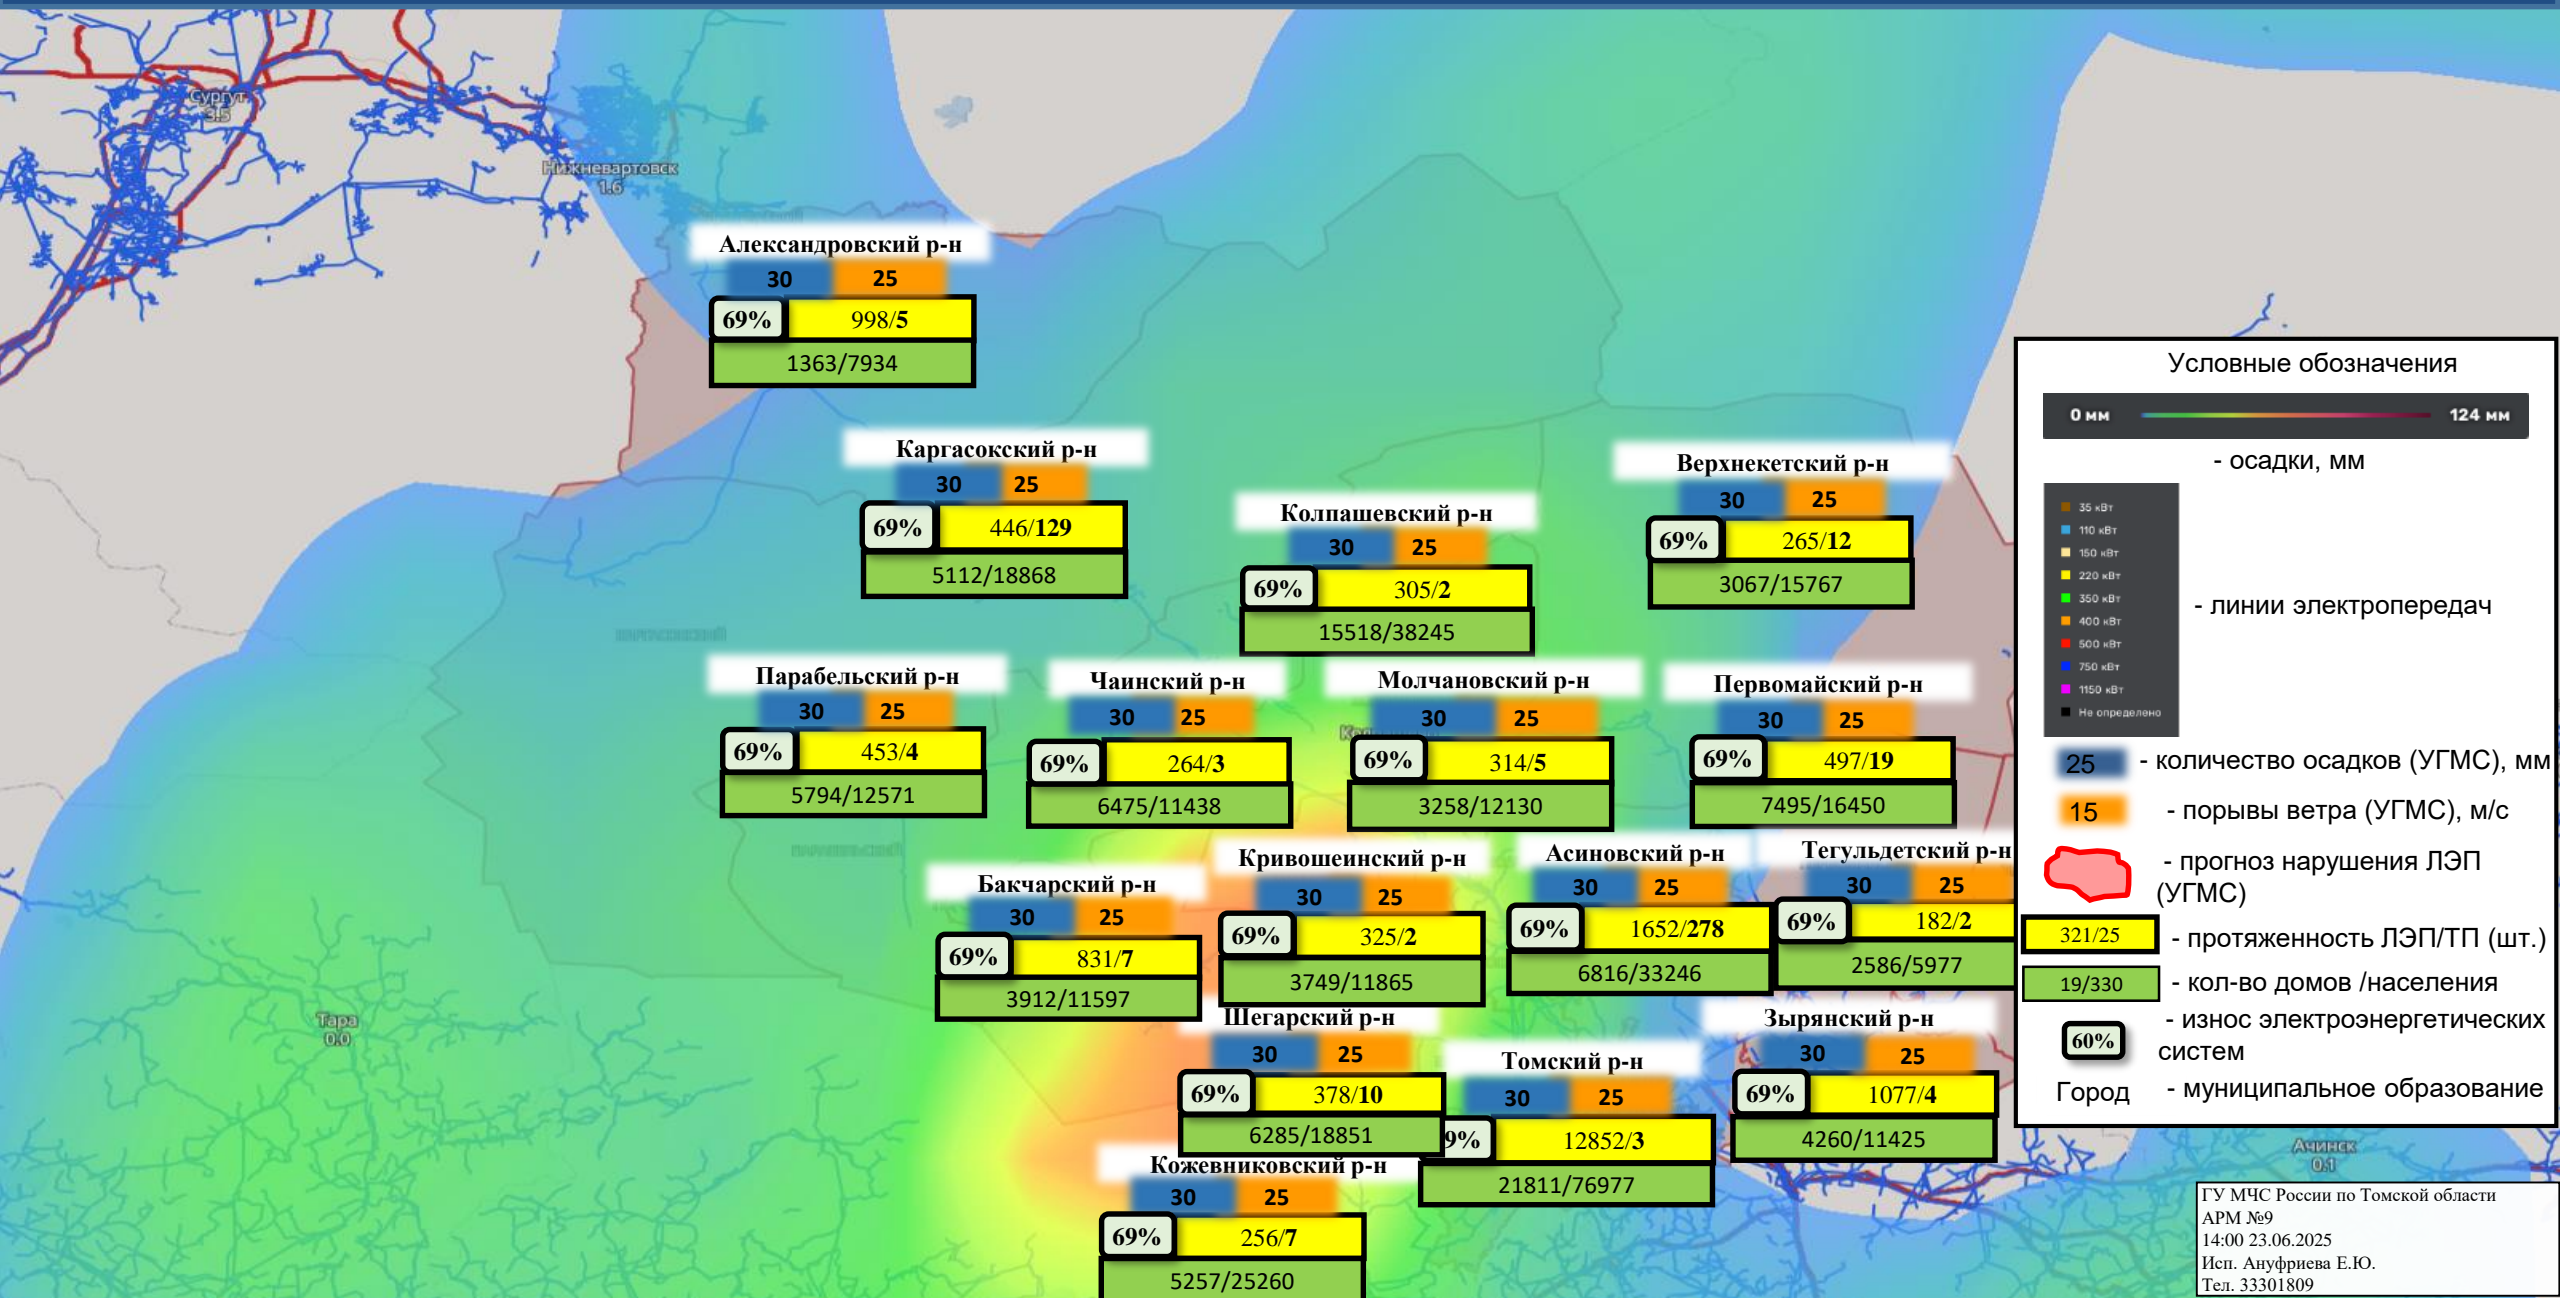 Сургут
3.5
Нижневартовск
1.6
Александровский р-н
30 25
69% 998/5
1363/7934
Каргасокский р-н
30 25
69% 446/129
5112/18868
Колпашевский р-н
30 25
69% 305/2
15518/38245
Верхнекетский р-н
30 25
69% 265/12
3067/15767
Парабельский р-н
30 25
69% 453/4
5794/12571
Чаинский р-н
30 25
69% 264/3
6475/11438
Молчановский р-н
30 25
69% 314/5
3258/12130
Первомайский р-н
30 25
69% 497/19
7495/16450
Бакчарский р-н
30 25
69% 831/7
3912/11597
Кривошеинский р-н
30 25
69% 325/2
3749/11865
Асиновский р-н
30 25
69% 1652/278
6816/33246
Тегульдетский р-н
30 25
69% 182/2
2586/5977
Шегарский р-н
30 25
69% 378/10
6285/18851
Томский р-н
30 25
9% 12852/3
21811/76977
Зырянский р-н
30 25
69% 1077/4
4260/11425
Кожевниковский р-н
30 25
69% 256/7
5257/25260
Тара
0.0
Ачинск
0.1
Условные обозначения
0 мм 124 мм
- осадки, мм
35 кВт
110 кВт
150 кВт
220 кВт
350 кВт
400 кВт
500 кВт
750 кВт
1150 кВт
Не определено
- линии электропередач
25 - количество осадков (УГМС), мм
15 - порывы ветра (УГМС), м/с
- прогноз нарушения ЛЭП
(УГМС)
321/25 - протяженность ЛЭП/ТП (шт.)
19/330 - кол-во домов /населения
60% - износ электроэнергетических
систем
Город - муниципальное образование
ГУ МЧС России по Томской области
АРМ №9
14:00 23.06.2025
Исп. Ануфриева Е.Ю.
Тел. 33301809